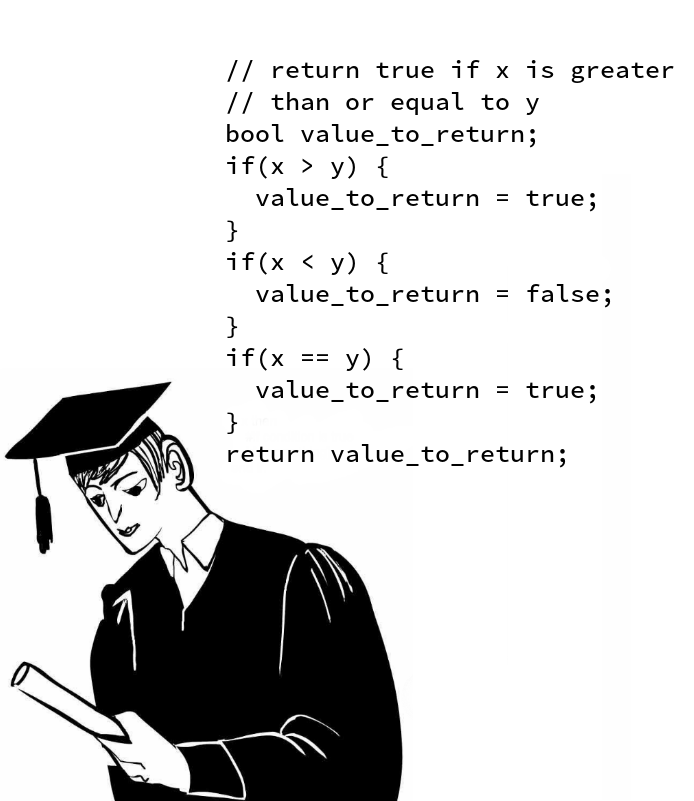 // return true if x is greater
// than or equal to y
bool value_to_return;
if(x > y) {
  value_to_return = true;
}
if(x < y) {
  value_to_return = false;
}
if(x == y) {
  value_to_return = true;
}
return value_to_return;